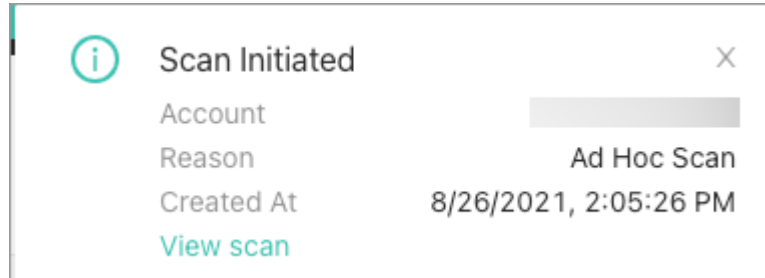 Scan Initiated
Account
Reason Ad Hoc Scan
Created At 8/26/2021, 2:05:26 PM
View scan